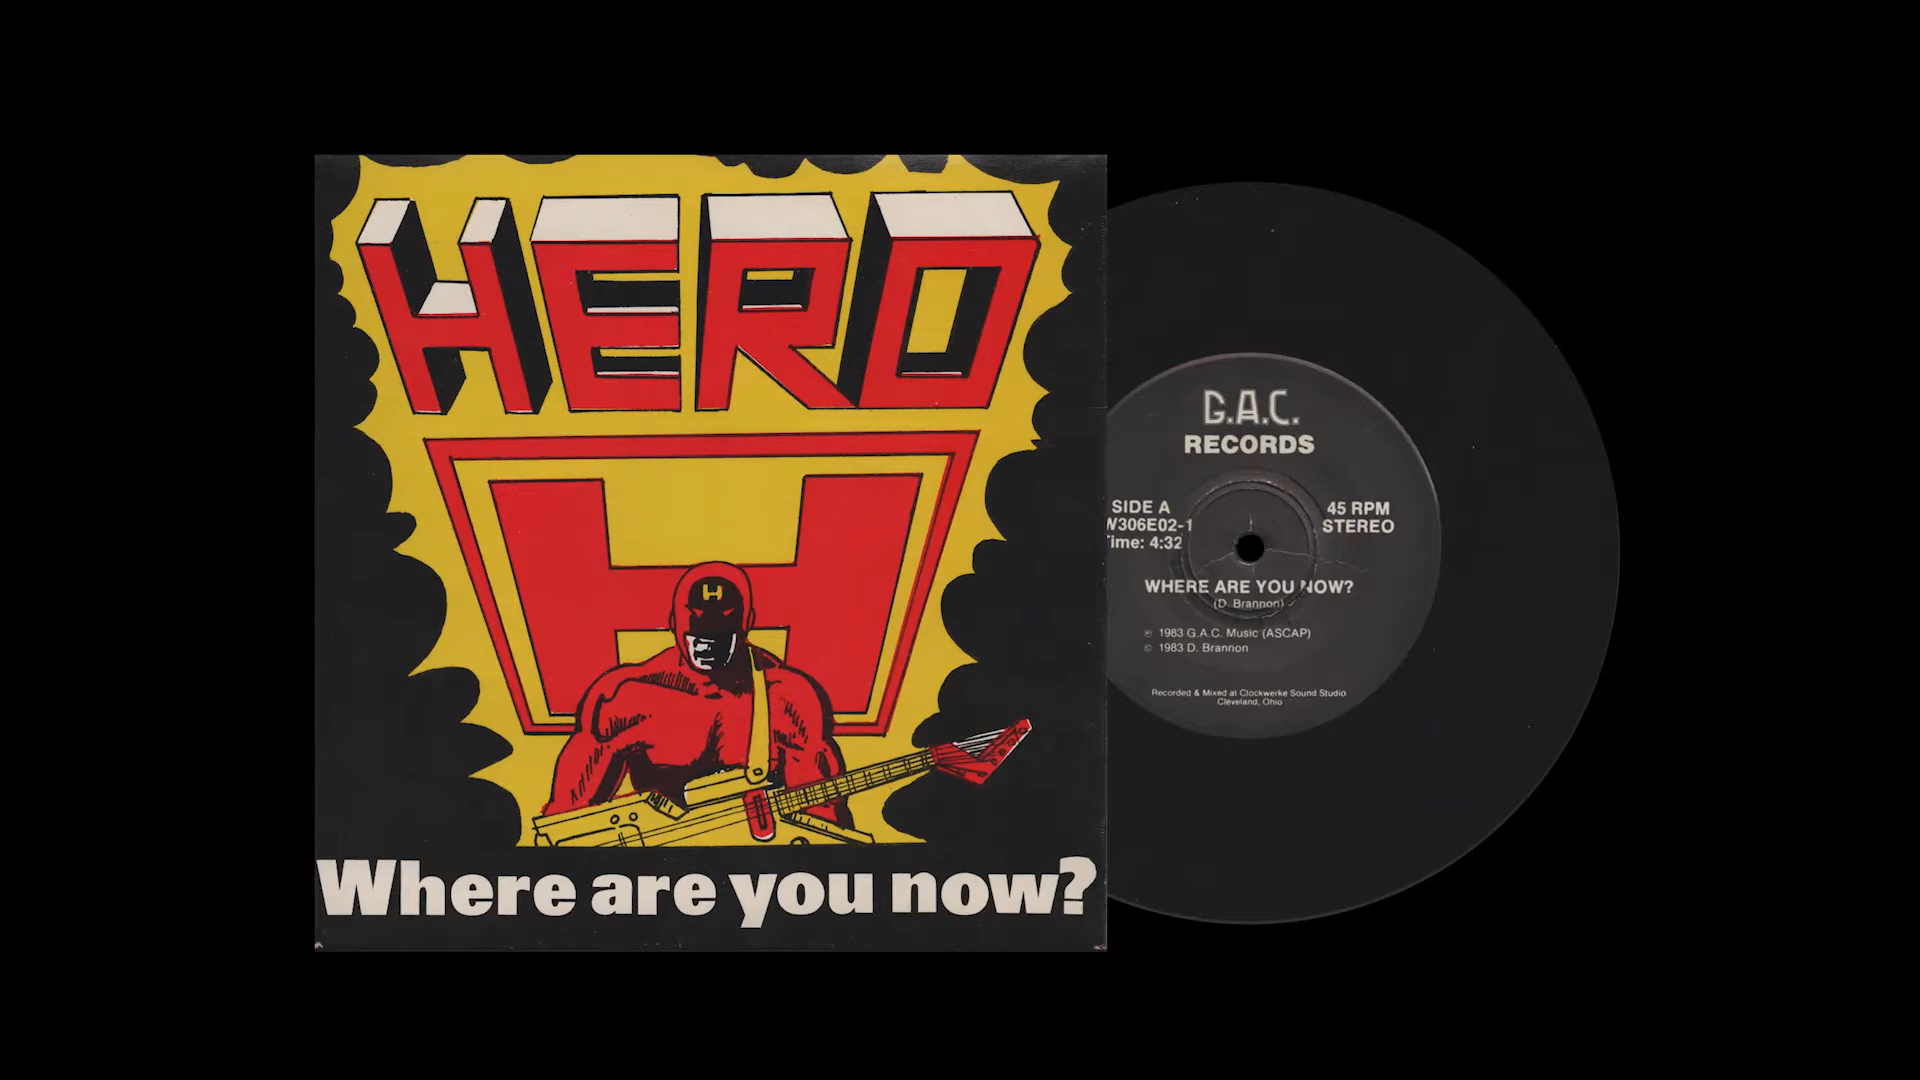 HERO
H
H
Where are you now?
G.A.C.
RECORDS
SIDE A
W306E02-1
Time: 4:32
45 RPM
STEREO
WHERE ARE YOU NOW?
(D. Brannon)
℗ 1983 G.A.C. Music (ASCAP)
© 1983 D. Brannon
Recorded & Mixed at Clockwerke Sound Studio
Cleveland, Ohio